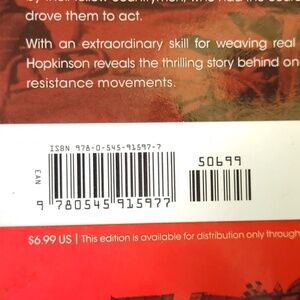 by their fellow countrymen, who had the
drove them to act.
With an extraordinary skill for weaving real
Hopkinson reveals the thrilling story behind on
resistance movements.
ISBN 978-0-545-91597-7
50699
EAN
9 780545 915977
$6.99 US | This edition is available for distribution only through